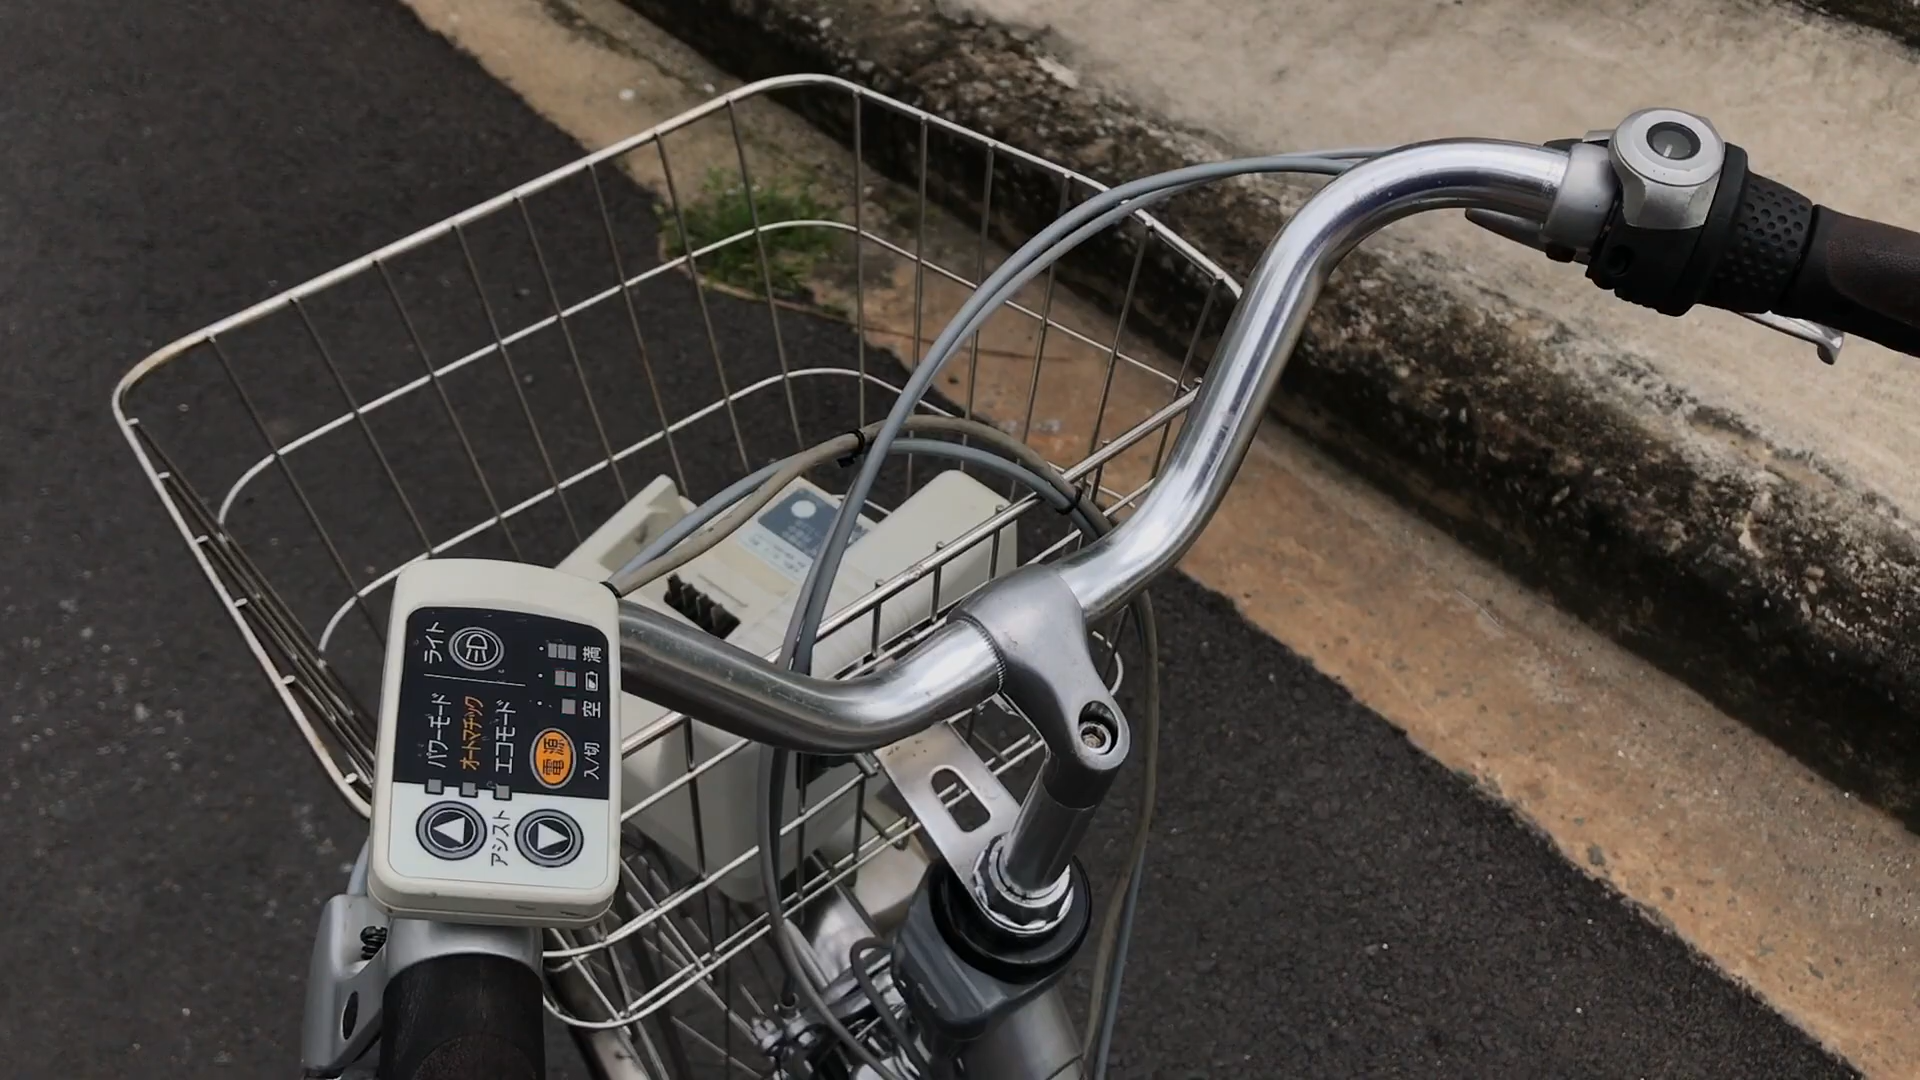 ライト
パワーモード
オートマチック
エコモード
満
空
電源
入/切
アシスト